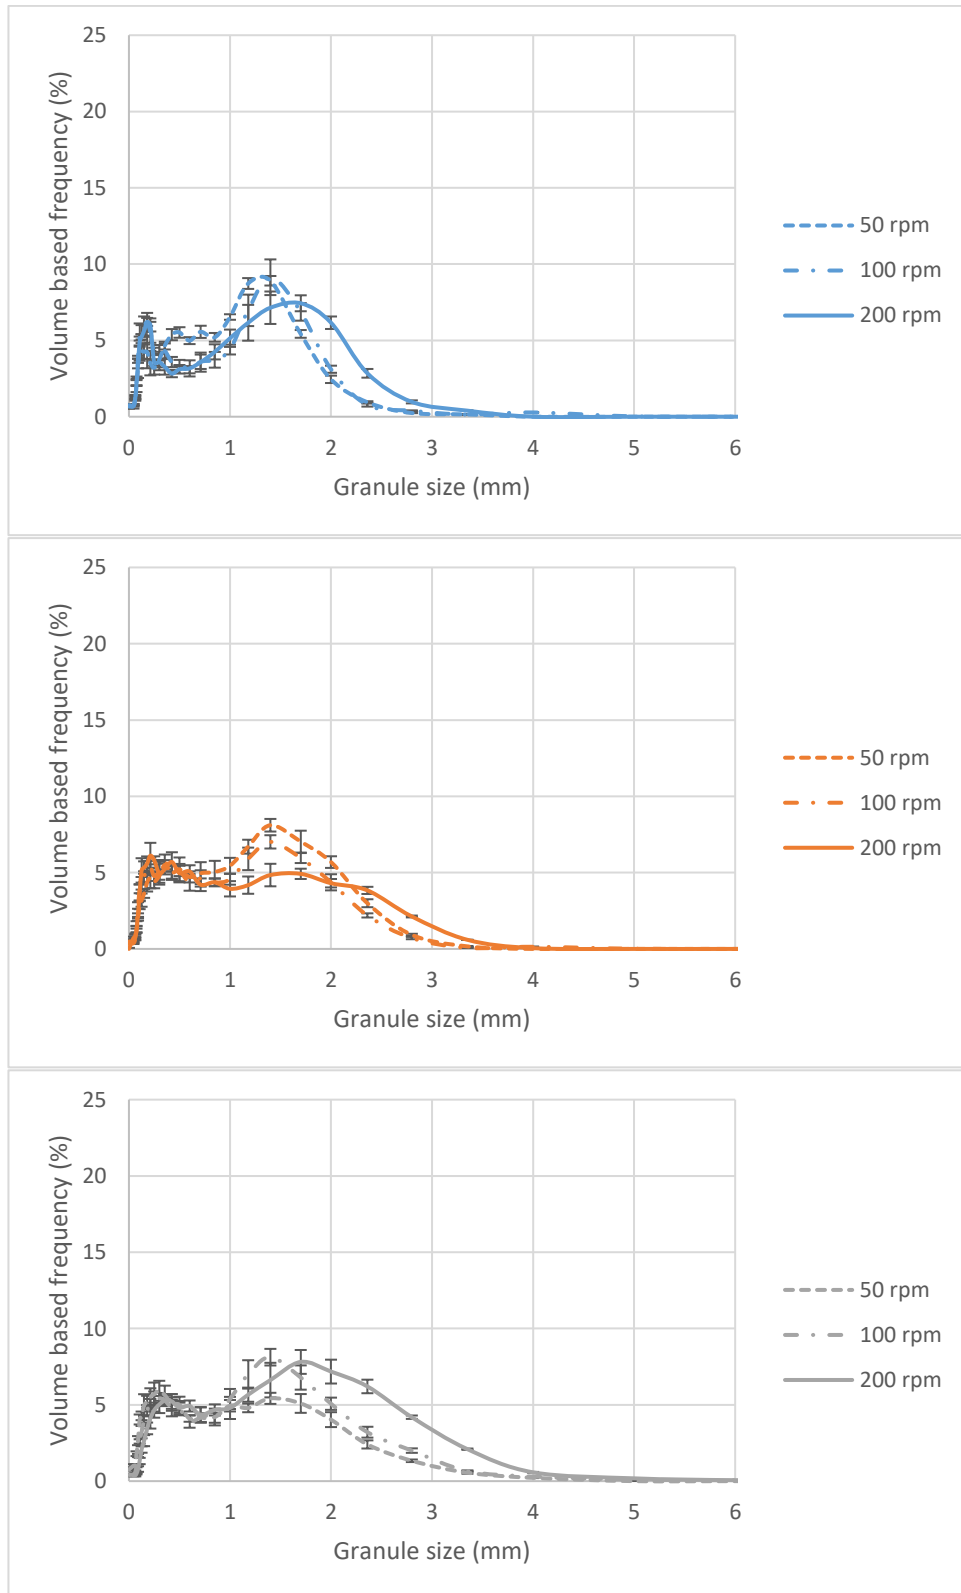 25
20
15
10
5
0
Volume based frequency (%)
0 1 2 3 4 5 6
Granule size (mm)
50 rpm
100 rpm
200 rpm
25
20
15
10
5
0
Volume based frequency (%)
0 1 2 3 4 5 6
Granule size (mm)
50 rpm
100 rpm
200 rpm
25
20
15
10
5
0
Volume based frequency (%)
0 1 2 3 4 5 6
Granule size (mm)
50 rpm
100 rpm
200 rpm